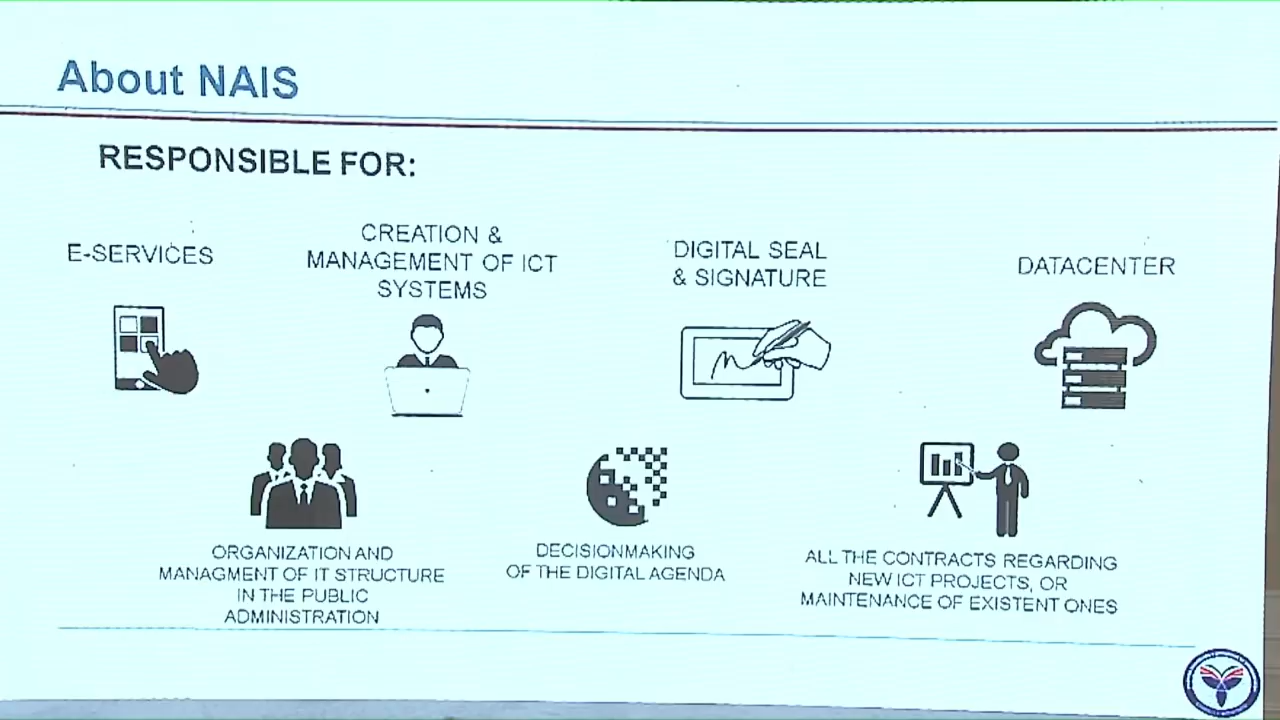 About NAIS
RESPONSIBLE FOR:
E-SERVICES
CREATION &
MANAGEMENT OF ICT
SYSTEMS
DIGITAL SEAL
& SIGNATURE
DATACENTER
ORGANIZATION AND
MANAGMENT OF IT STRUCTURE
IN THE PUBLIC
ADMINISTRATION
DECISIONMAKING
OF THE DIGITAL AGENDA
ALL THE CONTRACTS REGARDING
NEW ICT PROJECTS, OR
MAINTENANCE OF EXISTENT ONES